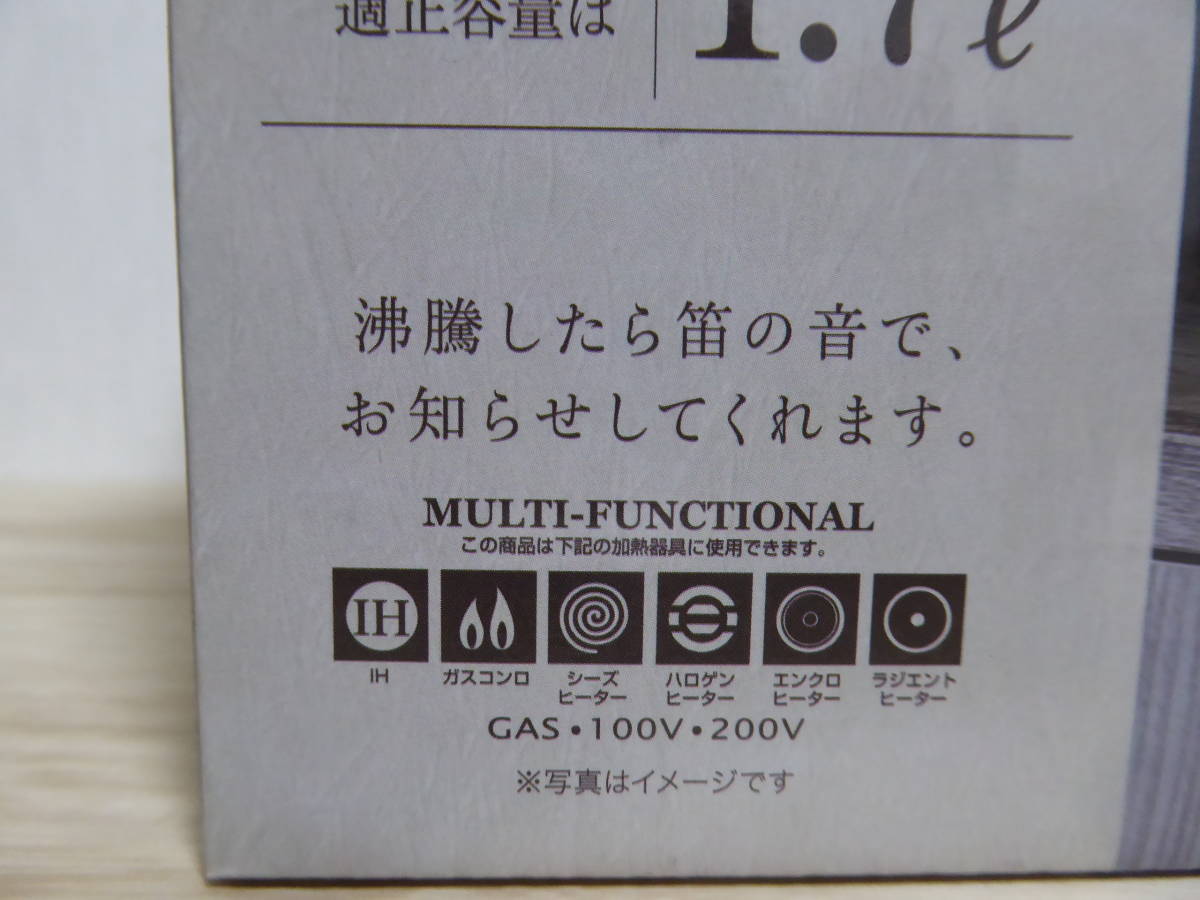 適正容量は 1.7ℓ
沸騰したら笛の音で、
お知らせしてくれます。
MULTI-FUNCTIONAL
この商品は下記の加熱器具に使用できます。
IH
IH ガスコンロ シーズヒーター ハロゲンヒーター エンクロヒーター ラジエントヒーター
GAS・100V・200V
※写真はイメージです